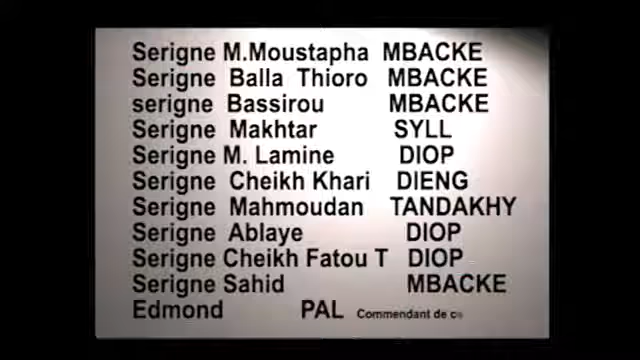 Serigne M.Moustapha MBACKE
Serigne Balla Thioro MBACKE
serigne Bassirou MBACKE
Serigne Makhtar SYLL
Serigne M. Lamine DIOP
Serigne Cheikh Khari DIENG
Serigne Mahmoudan TANDAKHY
Serigne Ablaye DIOP
Serigne Cheikh Fatou T DIOP
Serigne Sahid MBACKE
Edmond PAL Commendant de